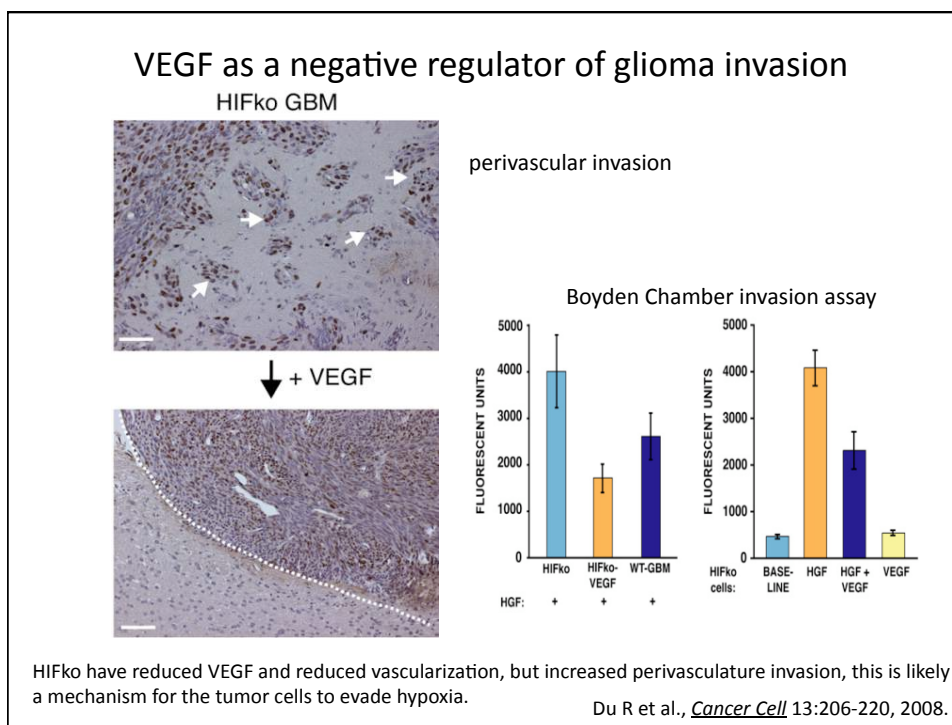 VEGF as a negative regulator of glioma invasion
HIFko GBM
perivascular invasion
+ VEGF
Boyden Chamber invasion assay
FLUORESCENT UNITS
5000
4000
3000
2000
1000
0
HIFko
HIFko-
VEGF
WT-GBM
HGF:
+
+
+
FLUORESCENT UNITS
5000
4000
3000
2000
1000
0
HIFko
cells:
BASE-
LINE
HGF
HGF +
VEGF
VEGF
HIFko have reduced VEGF and reduced vascularization, but increased perivasculature invasion, this is likely
a mechanism for the tumor cells to evade hypoxia.
Du R et al., Cancer Cell 13:206-220, 2008.